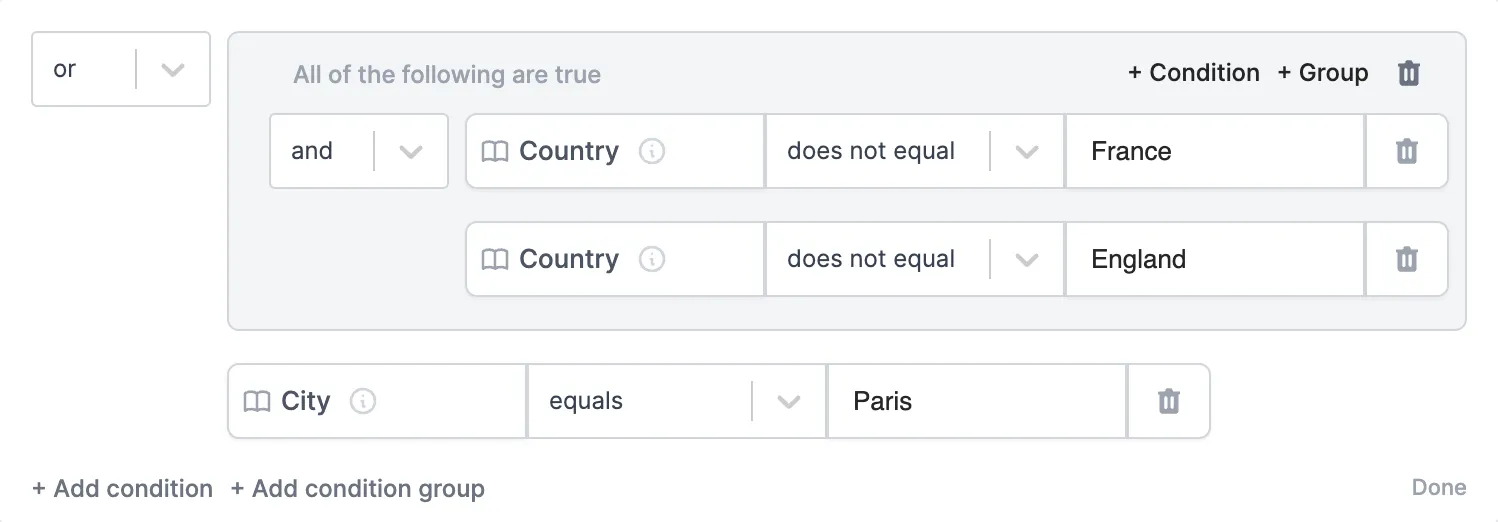 or
All of the following are true + Condition + Group
and Country does not equal France
Country does not equal England
City equals Paris
+ Add condition + Add condition group Done